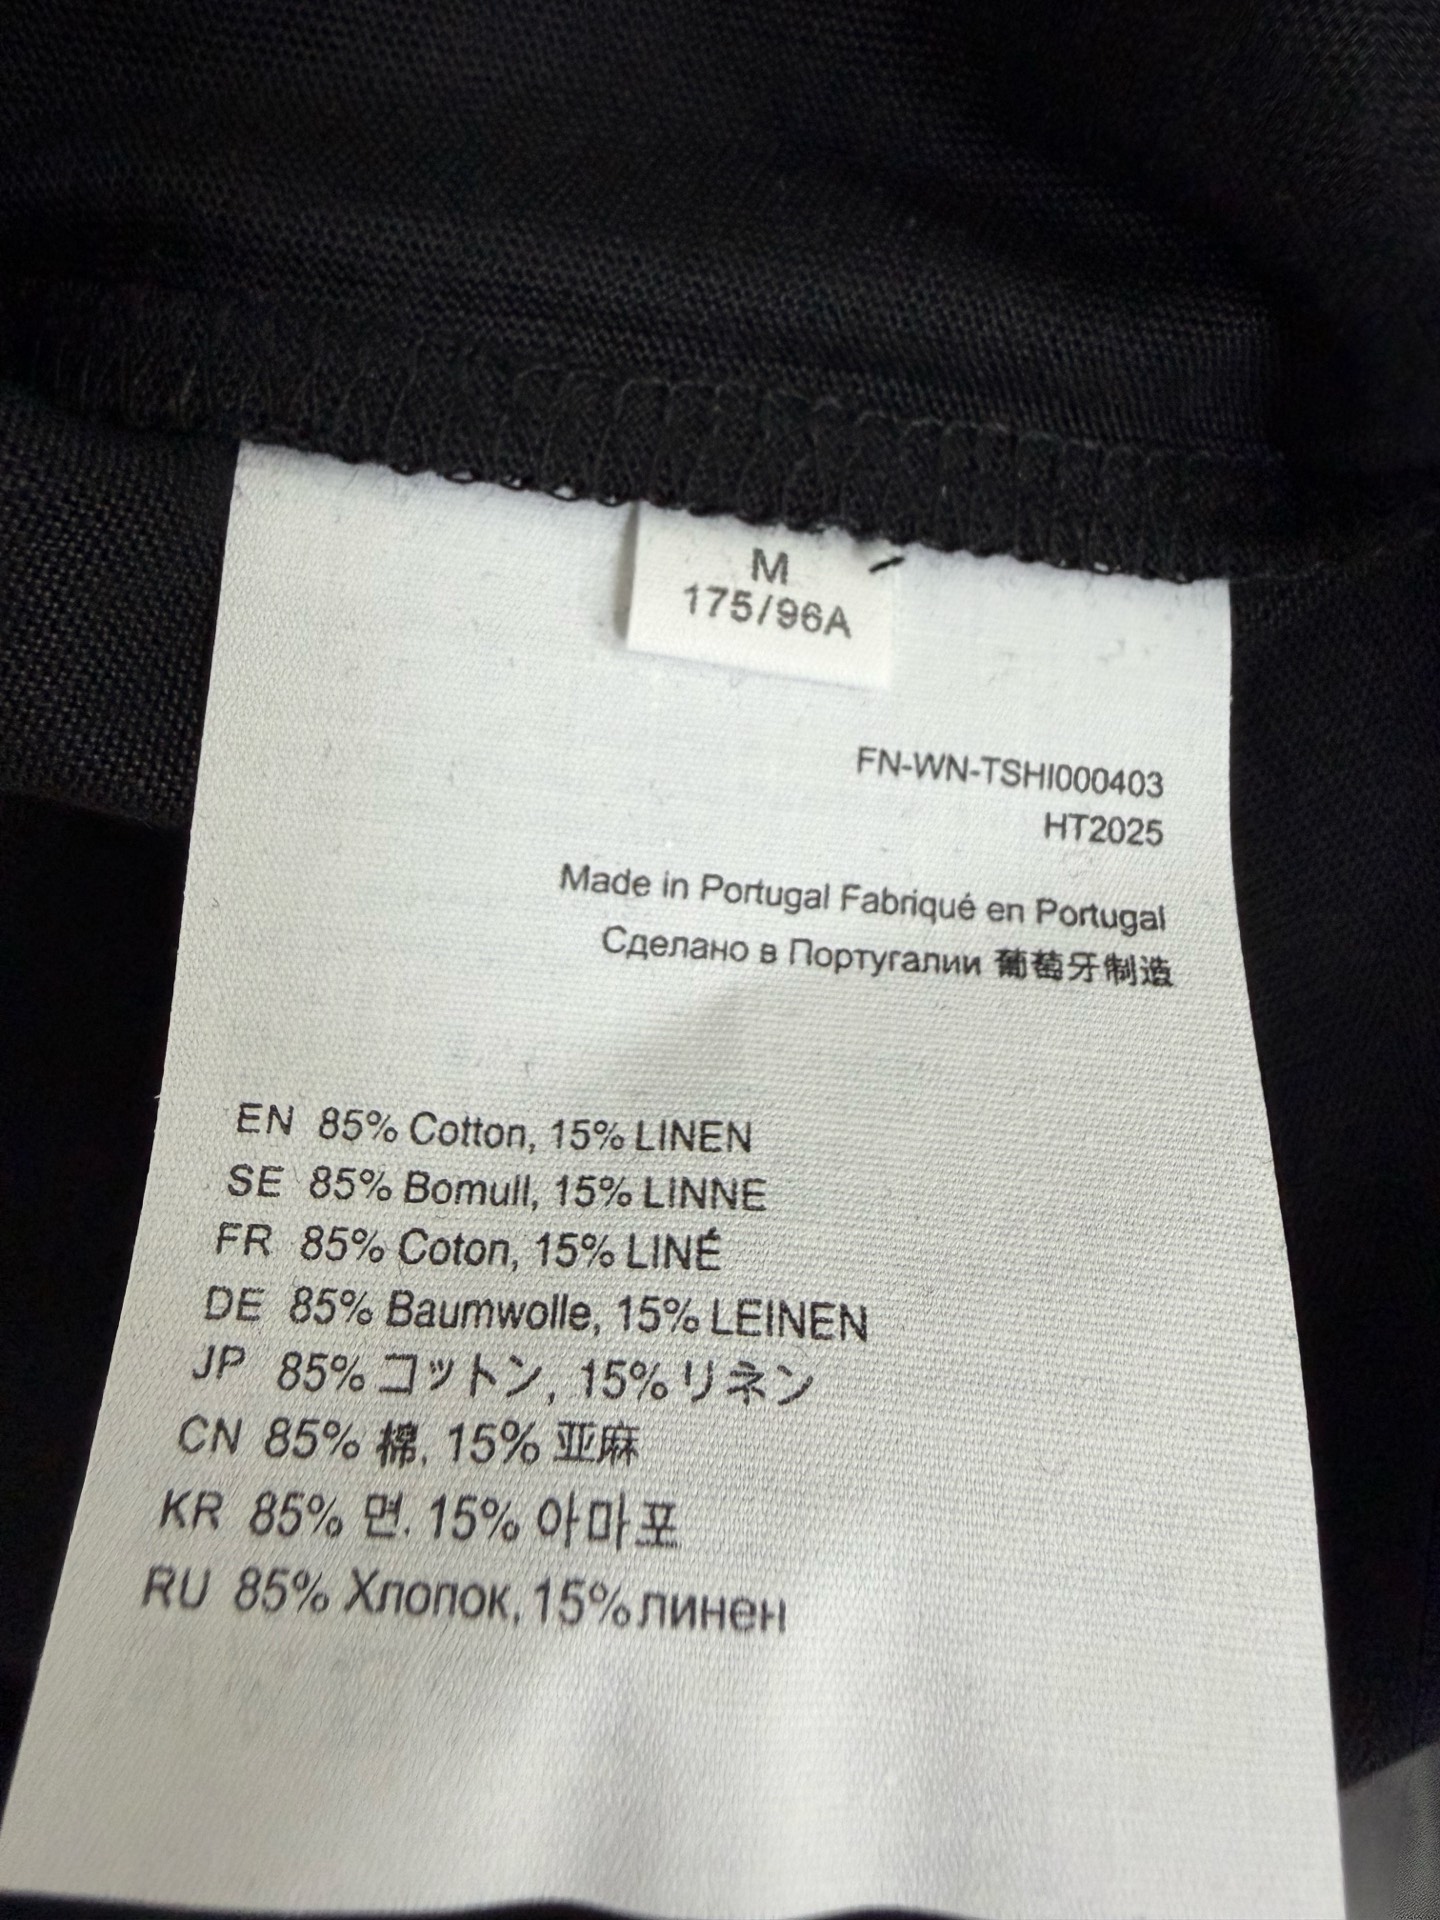 M
175/96A
FN-WN-TSHI000403
HT2025
Made in Portugal Fabriqué en Portugal
Сделано в Португалии 葡萄牙制造
EN 85% Cotton, 15% LINEN
SE 85% Bomull, 15% LINNE
FR 85% Coton, 15% LINÉ
DE 85% Baumwolle, 15% LEINEN
JP 85% コットン, 15% リネン
CN 85% 棉, 15% 亚麻
KR 85% 면, 15% 아마포
RU 85% Хлопок, 15% линен